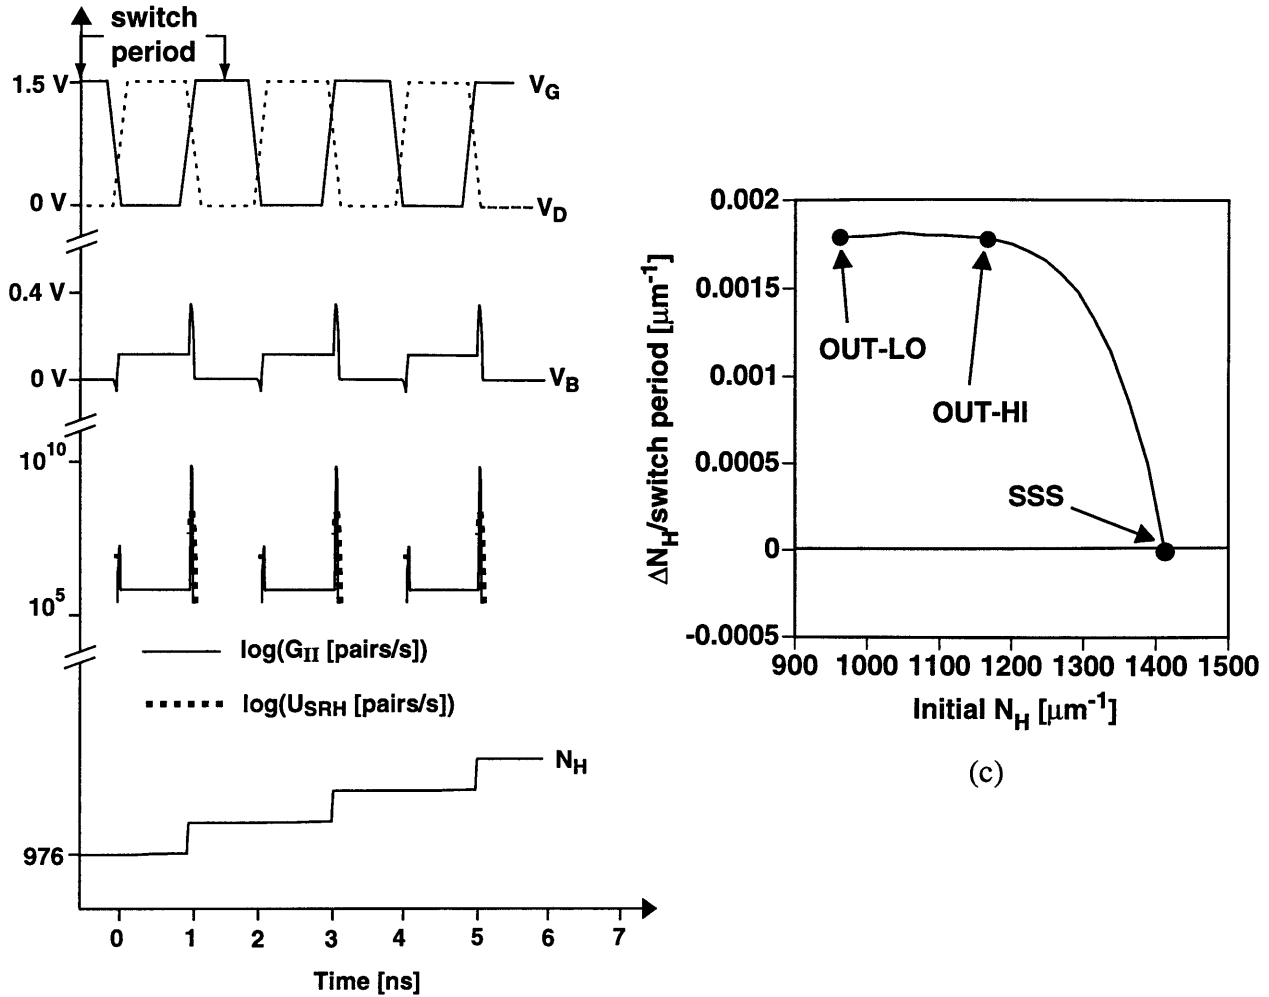 switch
period
1.5 V
V_G
0 V
V_D
0.4 V
0 V
V_B
10^10
10^5
log(G_II [pairs/s])
log(U_SRH [pairs/s])
N_H
976
0 1 2 3 4 5 6 7
Time [ns]
0.002
0.0015
0.001
0.0005
0
-0.0005
ΔN_H/switch period [μm^-1]
OUT-LO
OUT-HI
SSS
900 1000 1100 1200 1300 1400 1500
Initial N_H [μm^-1]
(c)